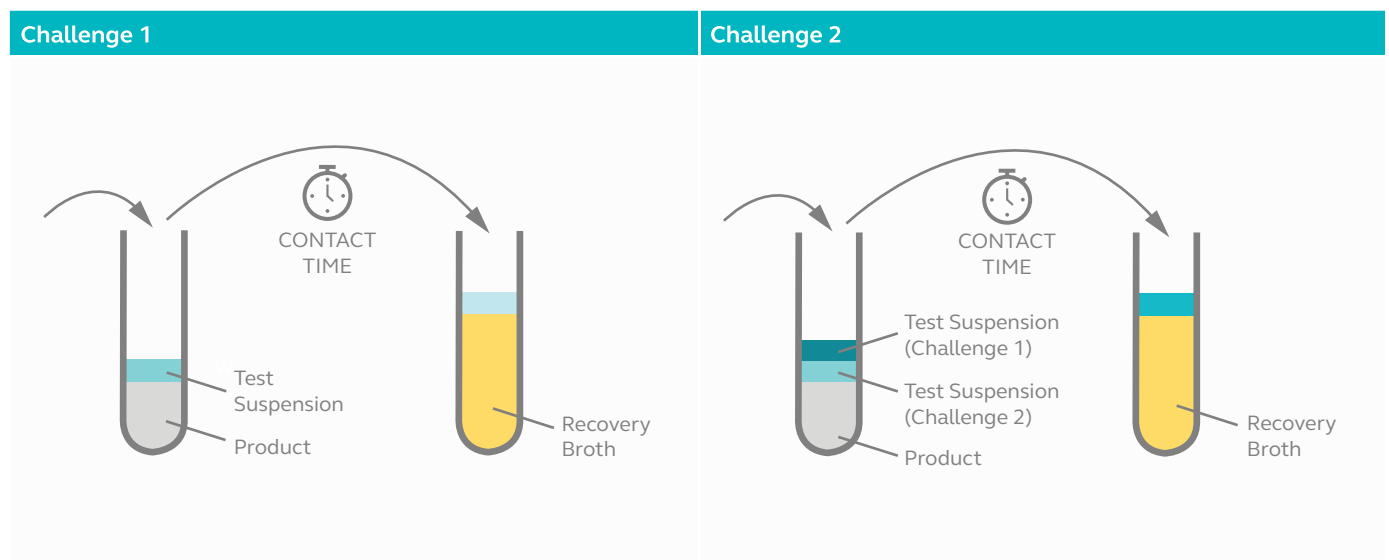 Challenge 1
CONTACT
TIME
Test
Suspension
Product
Recovery
Broth
Challenge 2
CONTACT
TIME
Test Suspension
(Challenge 1)
Test Suspension
(Challenge 2)
Product
Recovery
Broth